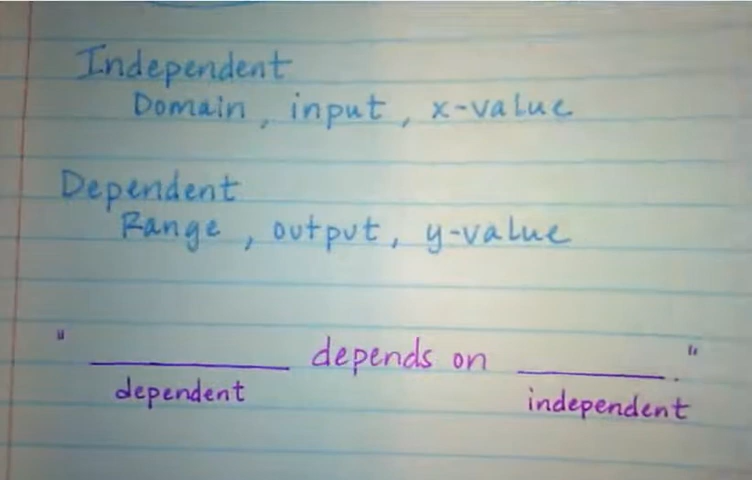 Independent
Domain, input, x-value
Dependent
Range, output, y-value
" ________ depends on ________. "
dependent independent